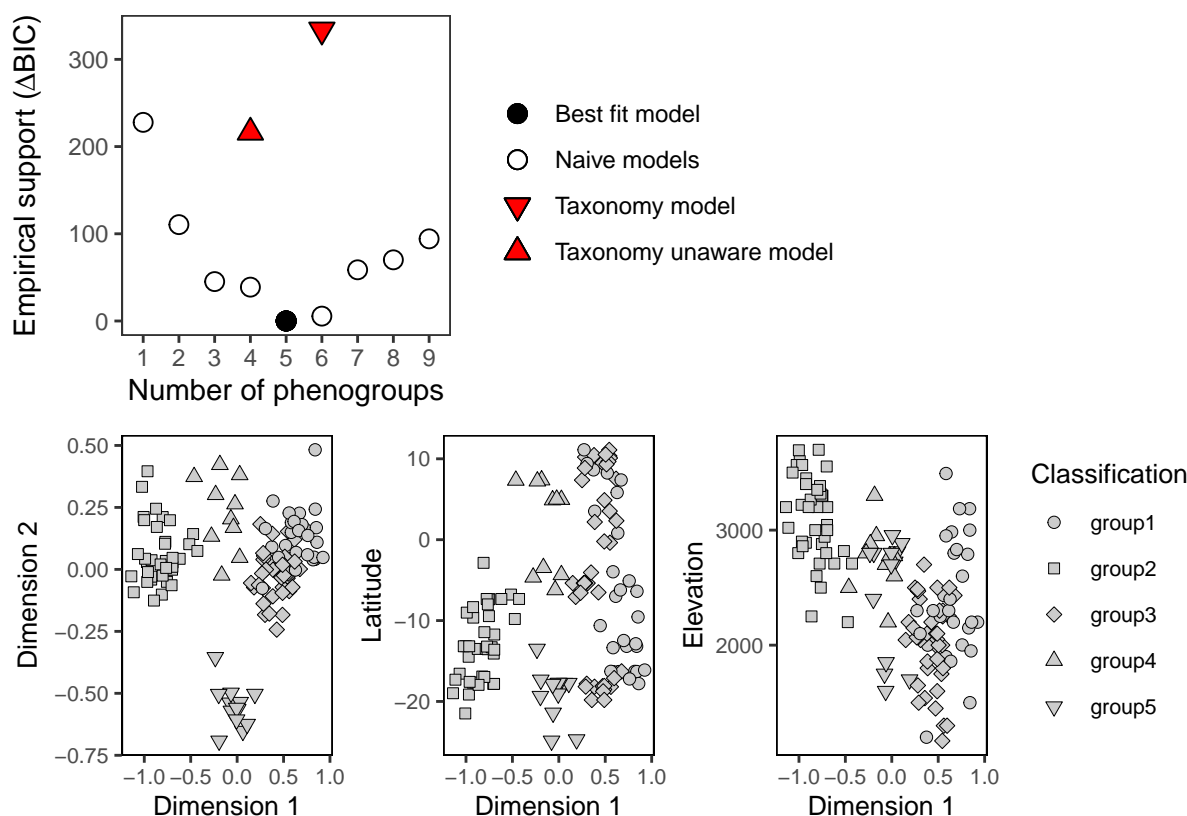 Empirical support (ΔBIC)
300
200
100
0
1 2 3 4 5 6 7 8 9
Number of phenogroups
Best fit model
Naive models
Taxonomy model
Taxonomy unaware model
Dimension 2
0.50
0.25
0.00
−0.25
−0.50
−0.75
−1.0 −0.5 0.0 0.5 1.0
Dimension 1
Latitude
10
0
−10
−20
−1.0 −0.5 0.0 0.5 1.0
Dimension 1
Elevation
3000
2000
−1.0 −0.5 0.0 0.5 1.0
Dimension 1
Classification
group1
group2
group3
group4
group5